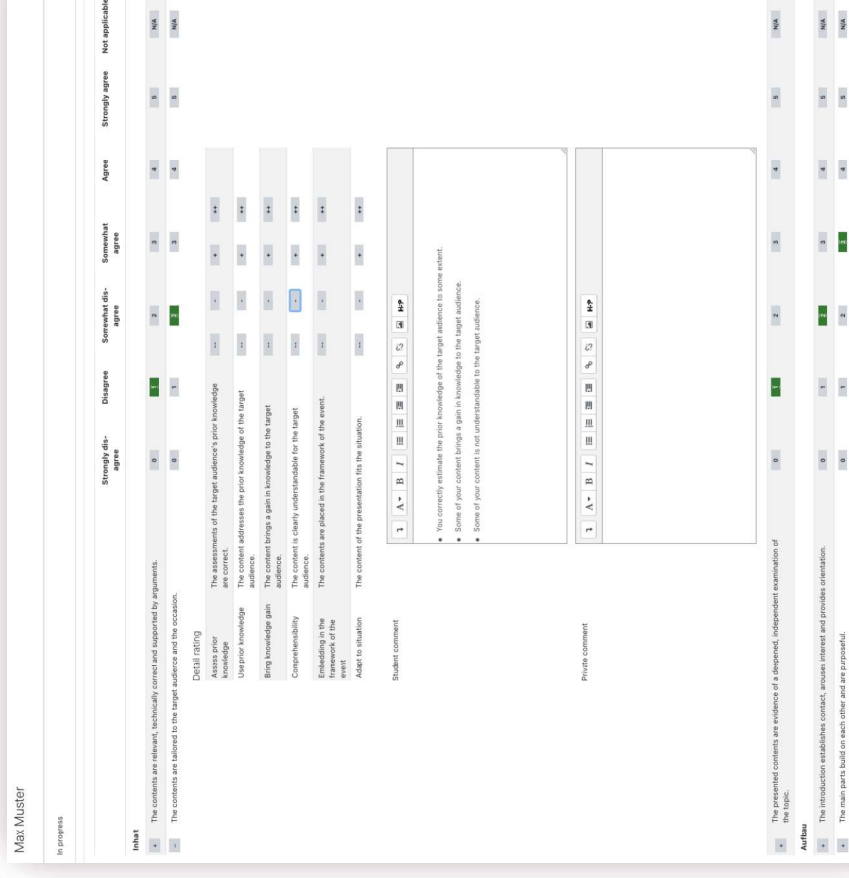 Max Muster
In progress
Strongly dis-
agree
Disagree
Somewhat dis-
agree
Somewhat
agree
Agree
Strongly agree
Not applicable
Inhat
+ The contents are relevant, technically correct and supported by arguments. 0 1 2 3 4 5 N/A
− The contents are tailored to the target audierce and the occasion. 0 1 2 3 4 5 N/A
Detail rating
Assess prior
knowledge
The assessments of the target audience's prior knowledge
are correct.
-- - + ++
Use prior knowledge
The content addresses the prior knowledge of the target
audience.
-- - + ++
Bring knowledge gain
The content brings a gain in knowledge to the target
audience.
-- - + ++
Comprehensibility
The content is clearly understandable for the target
audience.
-- - + ++
Embedding in the
framework of the
event
The contents are placed in the framework of the event.
-- - + ++
Adapt to situation
The content of the presentation fits the situation.
-- - + ++
Student comment
A B I
• You correctly estimate the prior knowledge of the target audience to some extent.
• Some of your content brings a gain in knowledge to the taget audience.
• Some of your content is not understandable to the target audience.
Private comment
A B I
+ The presented contents are evidence of a deepened, independent examination of
the topic.
0 1 2 3 4 5 N/A
Aufbau
+ The introduction establishes contact, arouses interest and provides orientation. 0 1 2 3 4 5 N/A
+ The main parts build on each other and are purposeful. 0 1 2 3 4 5 N/A